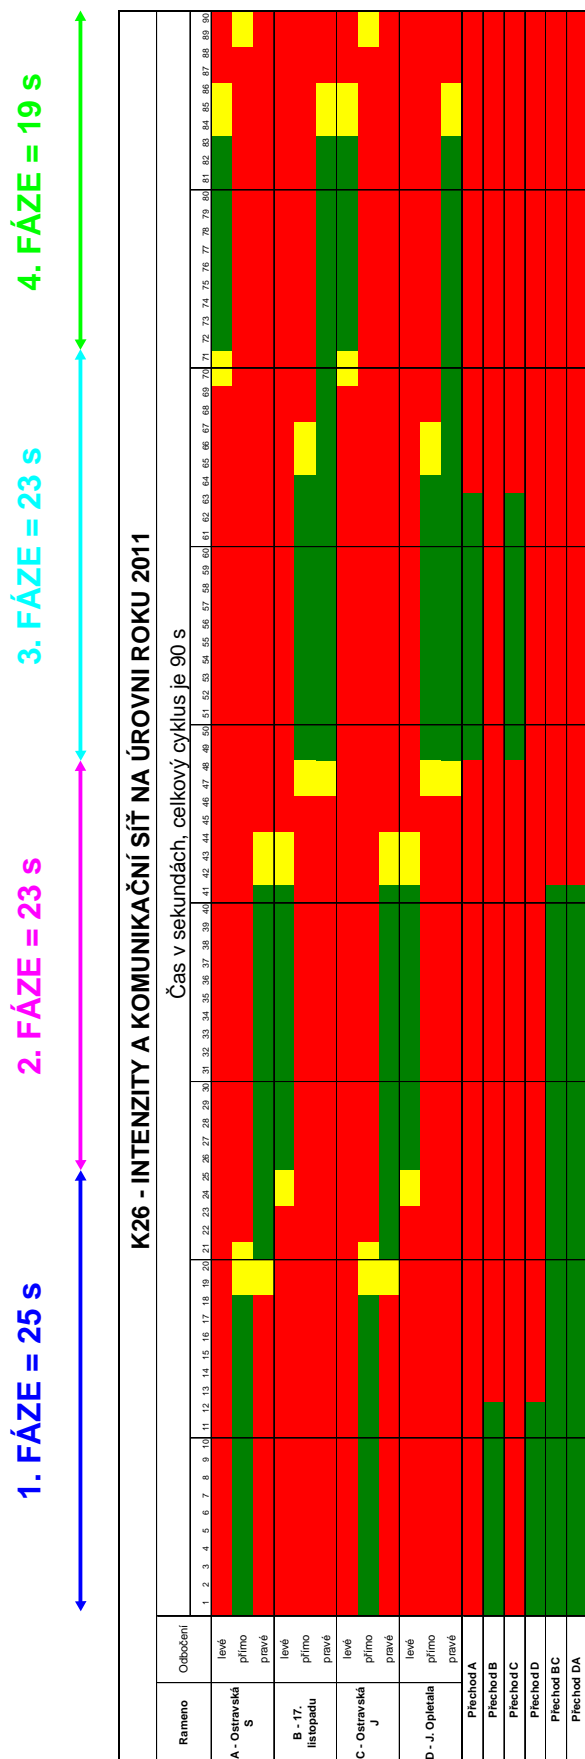 1. FÁZE = 25 s
2. FÁZE = 23 s
3. FÁZE = 23 s
4. FÁZE = 19 s
K26 - INTENZITY A KOMUNIKAČNÍ SÍŤ NA ÚROVNI ROKU 2011
Čas v sekundách, celkový cyklus je 90 s
Rameno Odbočení 1 2 3 4 5 6 7 8 9 10 11 12 13 14 15 16 17 18 19 20 21 22 23 24 25 26 27 28 29 30 31 32 33 34 35 36 37 38 39 40 41 42 43 44 45 46 47 48 49 50 51 52 53 54 55 56 57 58 59 60 61 62 63 64 65 66 67 68 69 70 71 72 73 74 75 76 77 78 79 80 81 82 83 84 85 86 87 88 89 90
A - Ostravská
S
levé
přímo
pravé
B - 17.
listopadu
levé
přímo
pravé
C - Ostravská
J
levé
přímo
pravé
D - J. Opletala
levé
přímo
pravé
Přechod A
Přechod B
Přechod C
Přechod D
Přechod BC
Přechod DA